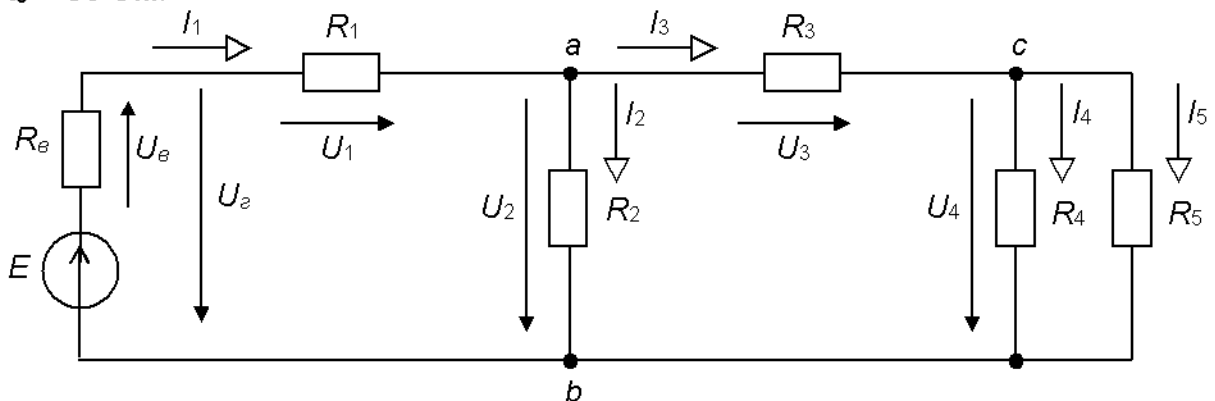 I1 R1 a I3 R3 c
Rв Uв U1 I2 U3 I4 I5
Uг U2 R2 U4 R4 R5
E
b